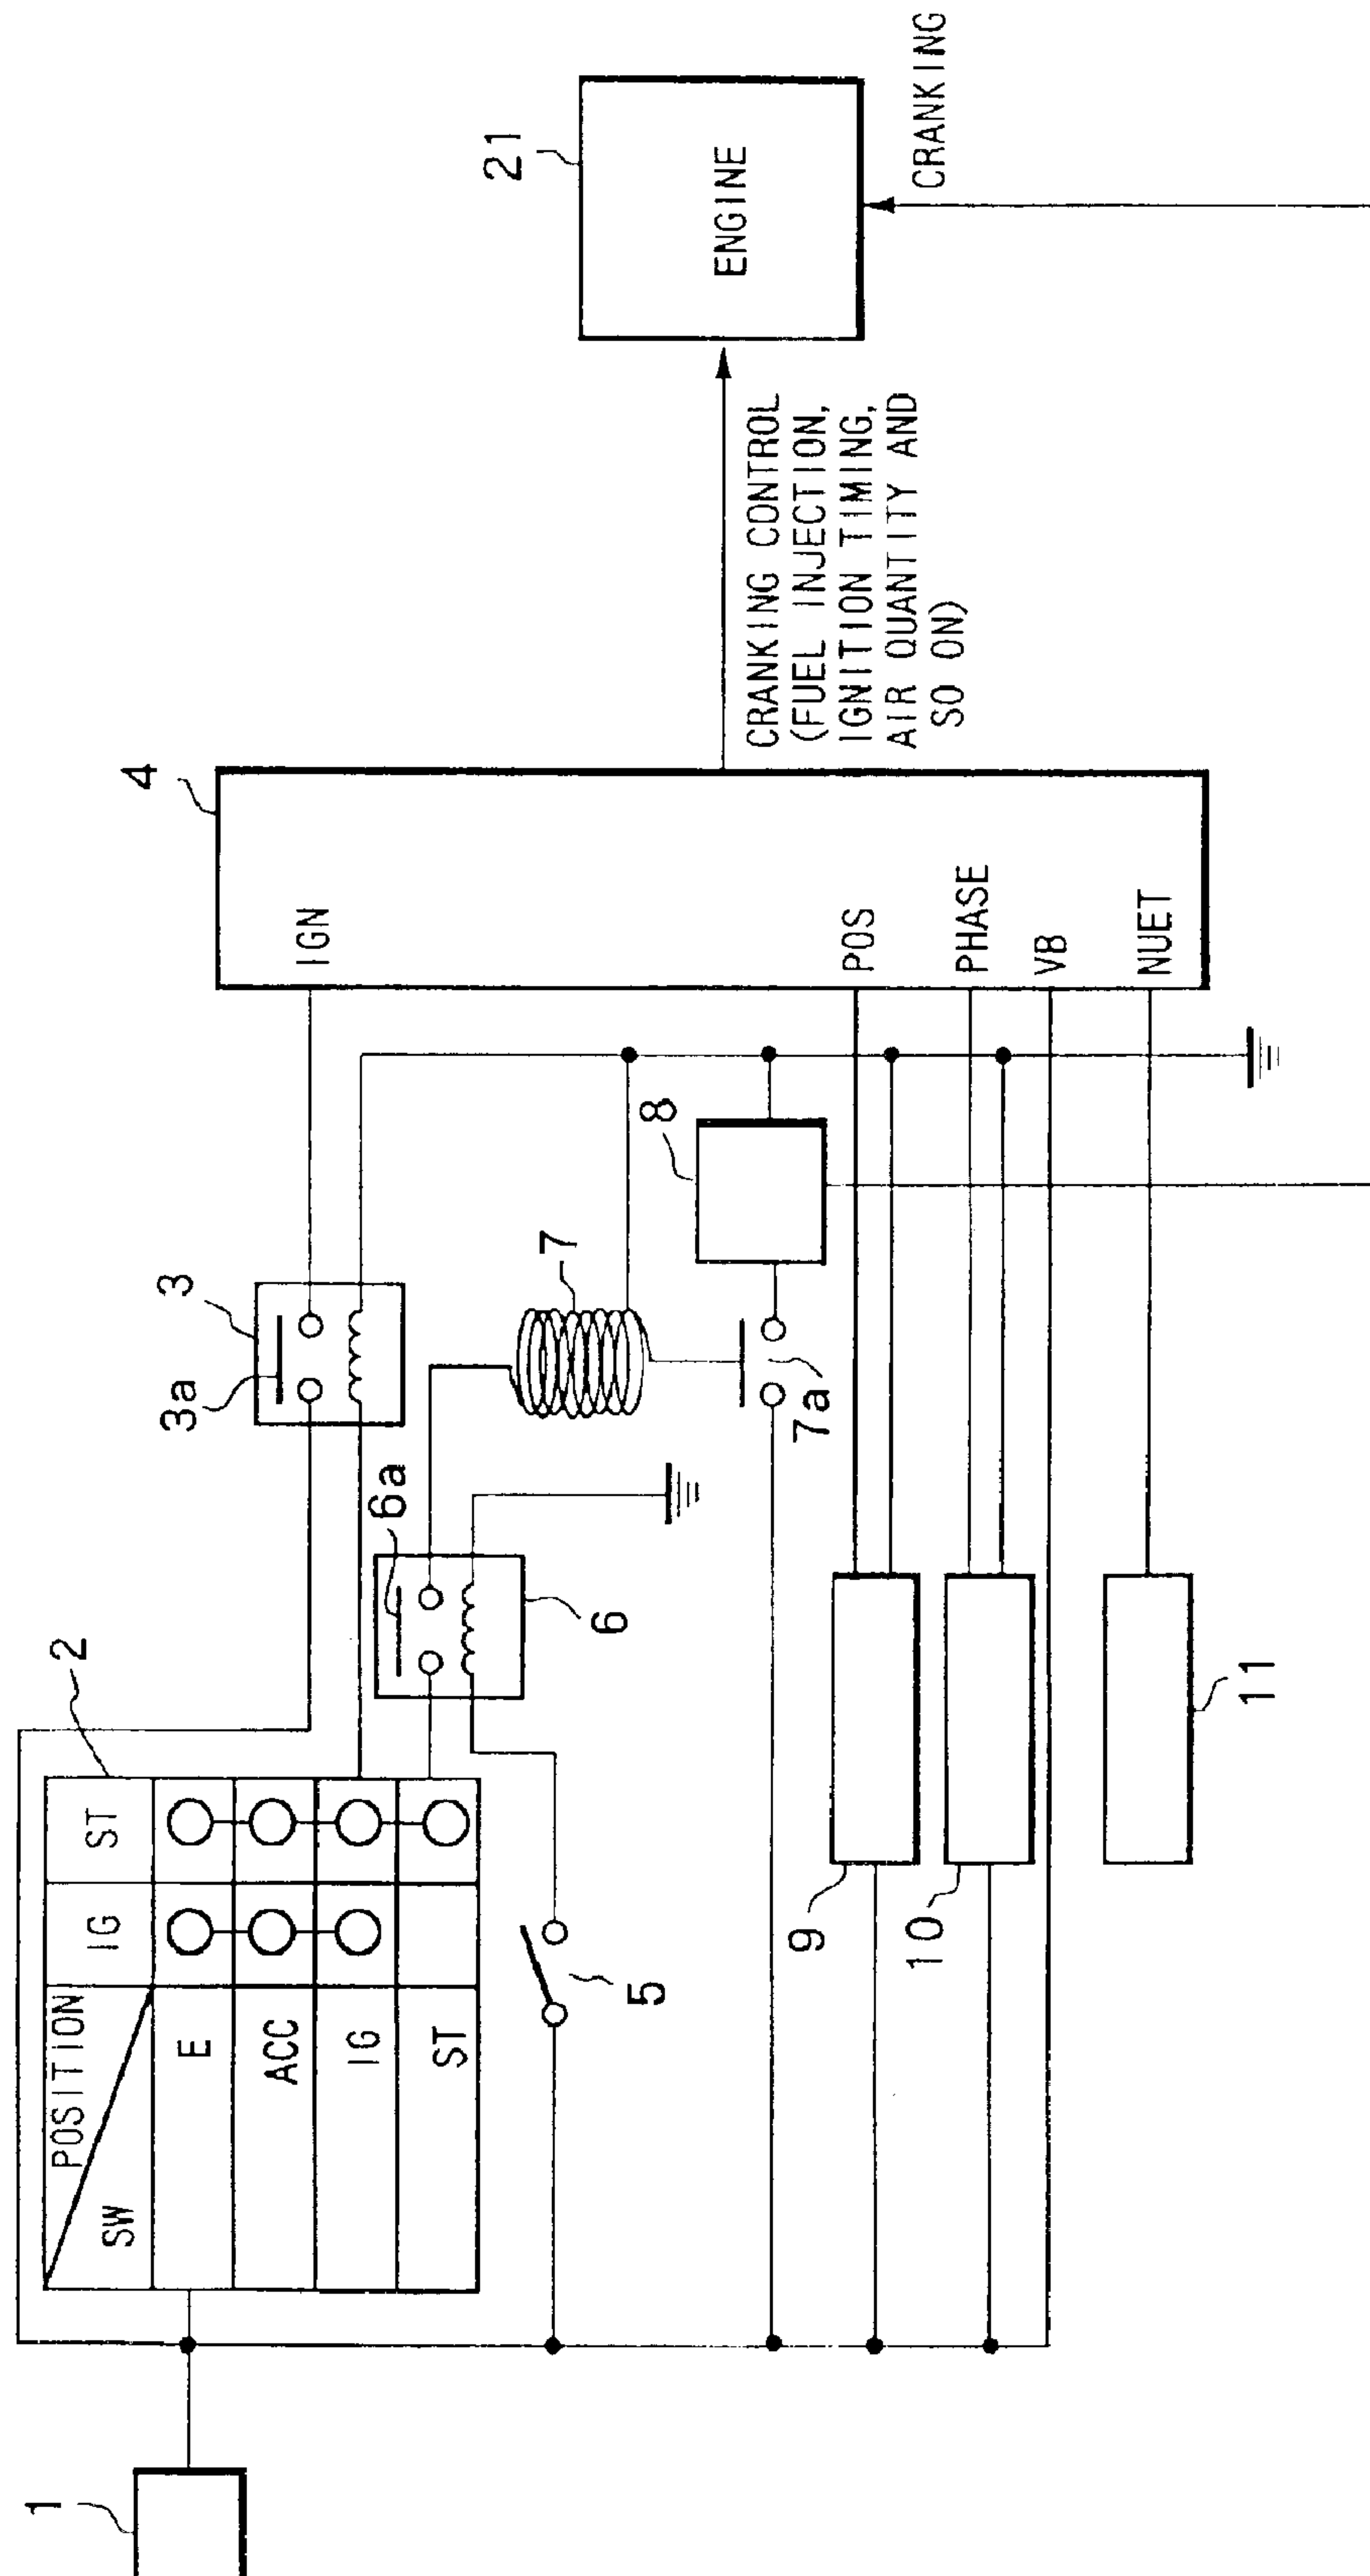 1
2
POSITION
SW
IG
ST
E
ACC
IG
ST
3
3a
4
IGN
POS
PHASE
VB
NUET
5
6
6a
7
7a
8
9
10
11
21
ENGINE
CRANKING
CRANKING CONTROL
(FUEL INJECTION,
IGNITION TIMING,
AIR QUANTITY AND
SO ON)